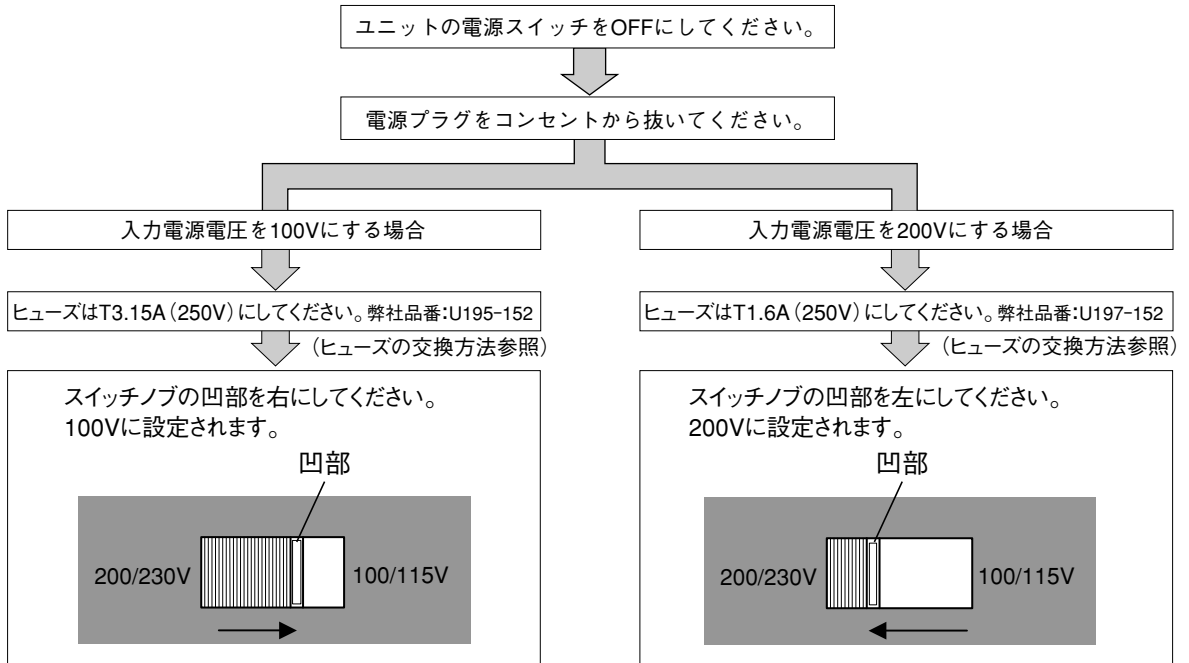 ユニットの電源スイッチをOFFにしてください。
電源プラグをコンセントから抜いてください。
入力電源電圧を100Vにする場合
ヒューズはT3.15A（250V）にしてください。弊社品番：U195-152
（ヒューズの交換方法参照）
スイッチノブの凹部を右にしてください。
100Vに設定されます。
凹部
200/230V
100/115V
入力電源電圧を200Vにする場合
ヒューズはT1.6A（250V）にしてください。弊社品番：U197-152
（ヒューズの交換方法参照）
スイッチノブの凹部を左にしてください。
200Vに設定されます。
凹部
200/230V
100/115V